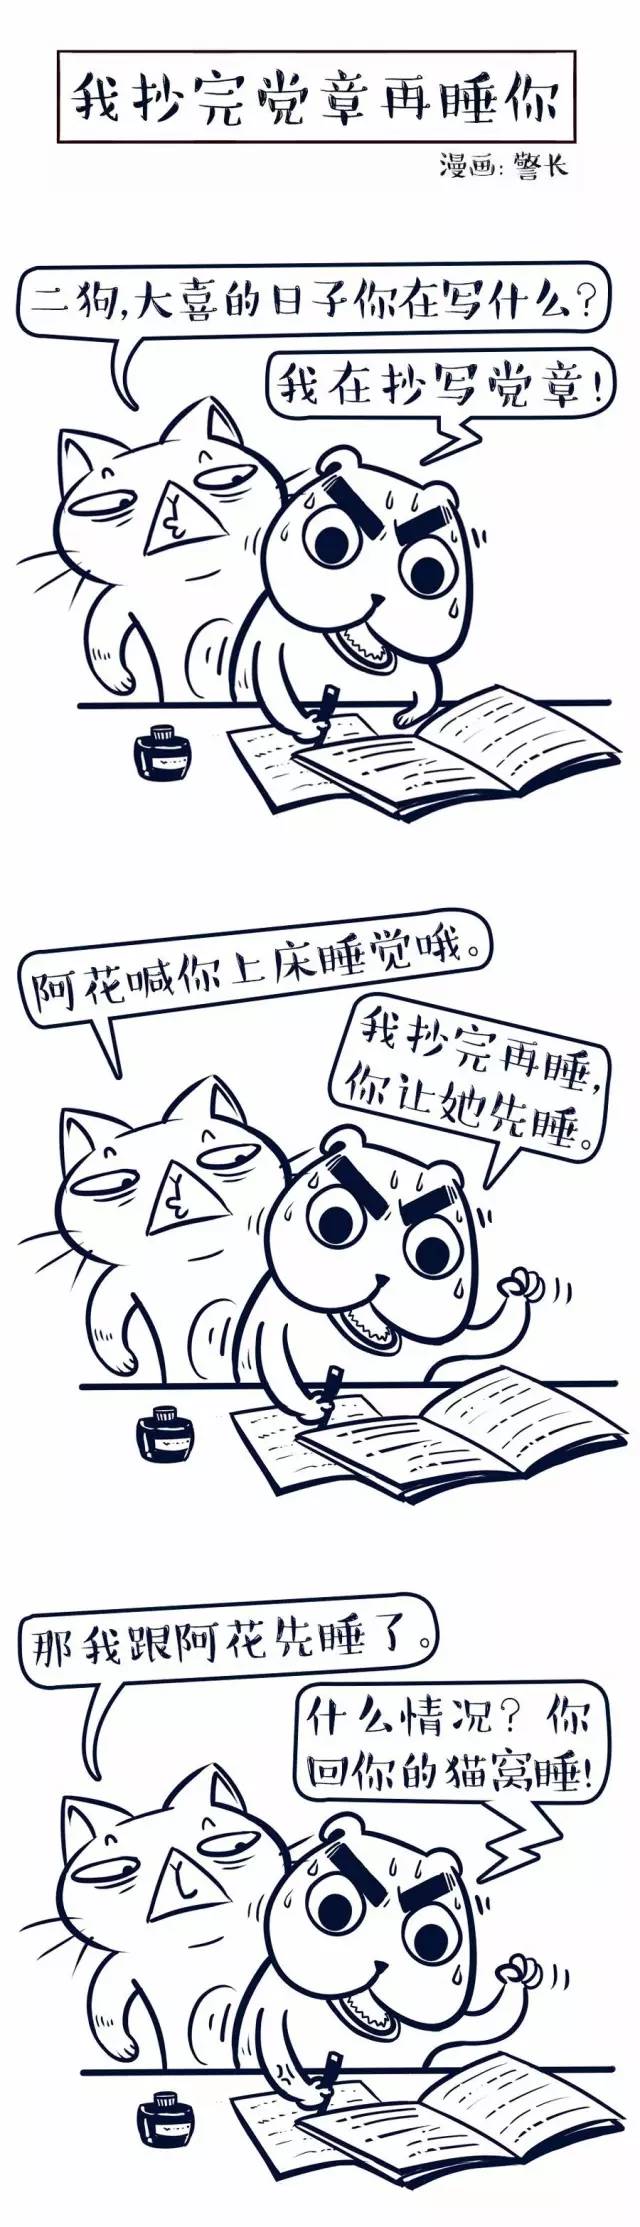 我抄完党章再睡你
漫画:警长
二狗,大喜的日子你在写什么?
我在抄写党章!
阿花喊你上床睡觉哦。
我抄完再睡,
你让她先睡。
那我跟阿花先睡了。
什么情况? 你
回你的猫窝睡!